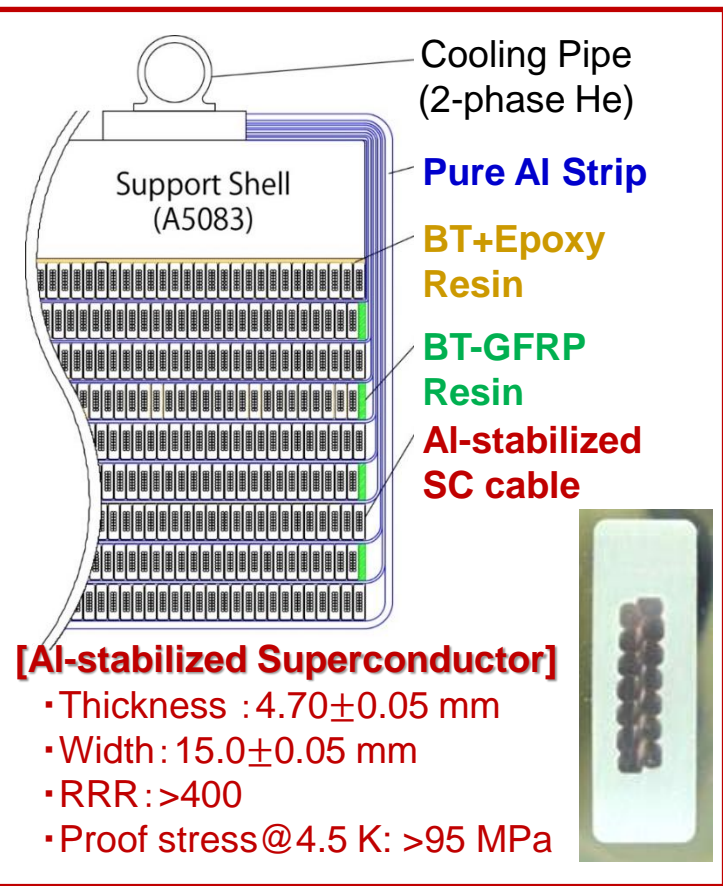 Cooling Pipe
(2-phase He)
Support Shell
(A5083)
Pure Al Strip
BT+Epoxy
Resin
BT-GFRP
Resin
Al-stabilized
SC cable
[Al-stabilized Superconductor]
・Thickness :4.70±0.05 mm
・Width:15.0±0.05 mm
・RRR:>400
・Proof stress@4.5 K: >95 MPa